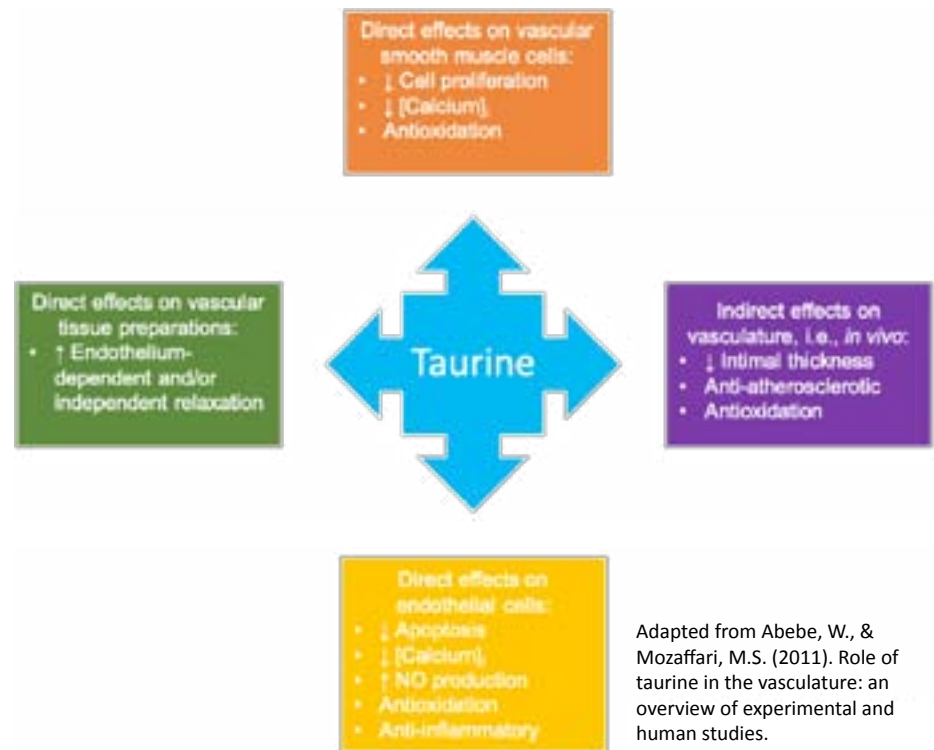 Direct effects on vascular
smooth muscle cells:
• ↓ Cell proliferation
• ↓ [Calcium]ᵢ
• Antioxidation
Direct effects on vascular
tissue preparations:
• ↑ Endothelium-
dependent and/or
independent relaxation
Taurine
Indirect effects on
vasculature, i.e., in vivo:
• ↓ Intimal thickness
• Anti-atherosclerotic
• Antioxidation
Direct effects on
endothelial cells:
• ↓ Apoptosis
• ↓ [Calcium]ᵢ
• ↑ NO production
• Antioxidation
• Anti-inflammatory
Adapted from Abebe, W., &
Mozaffari, M.S. (2011). Role of
taurine in the vasculature: an
overview of experimental and
human studies.